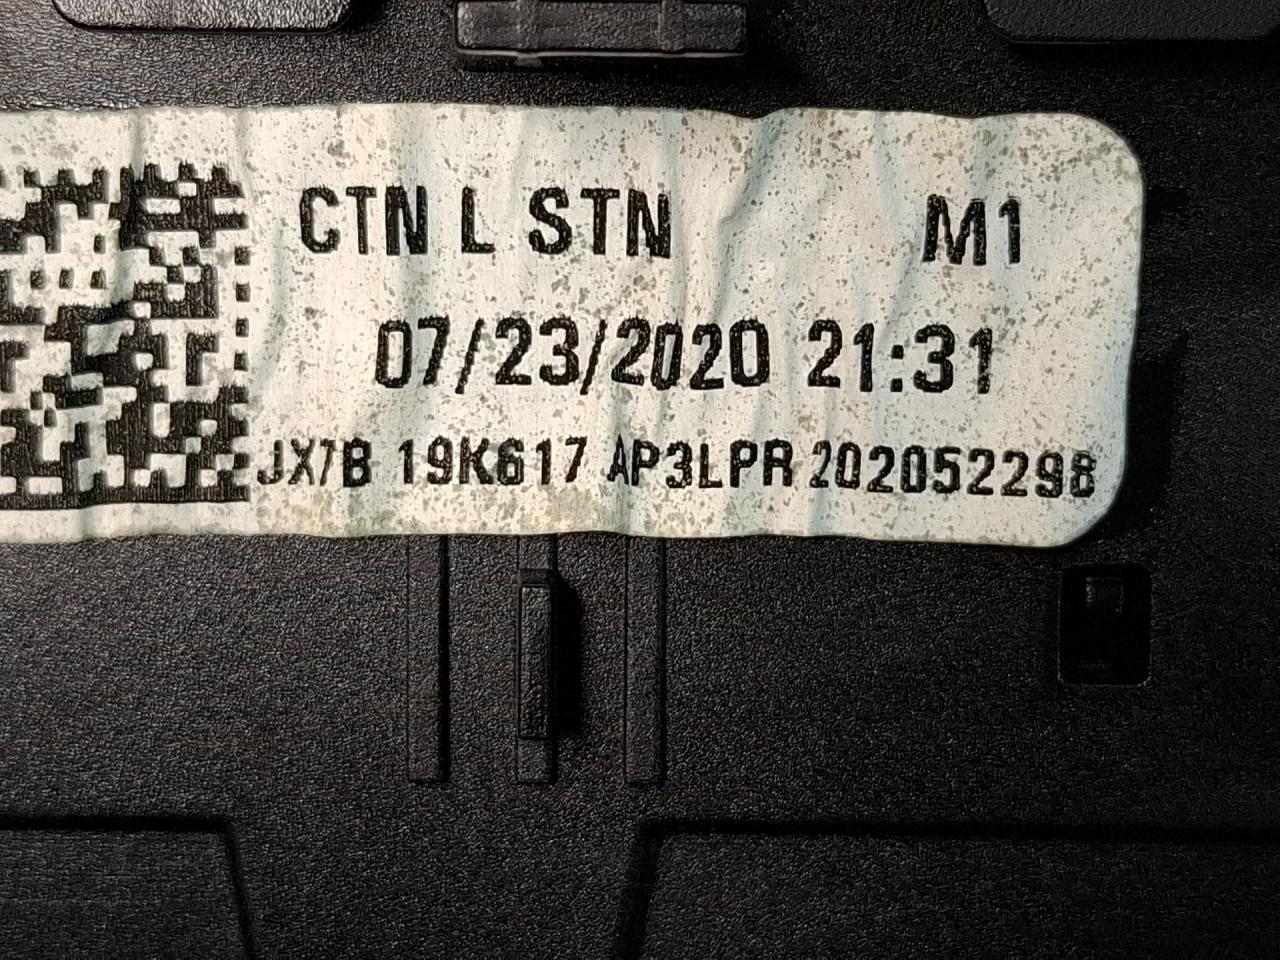 CTN L STN M1
07/23/2020 21:31
JX7B 19K617 AP3LPR 202052298